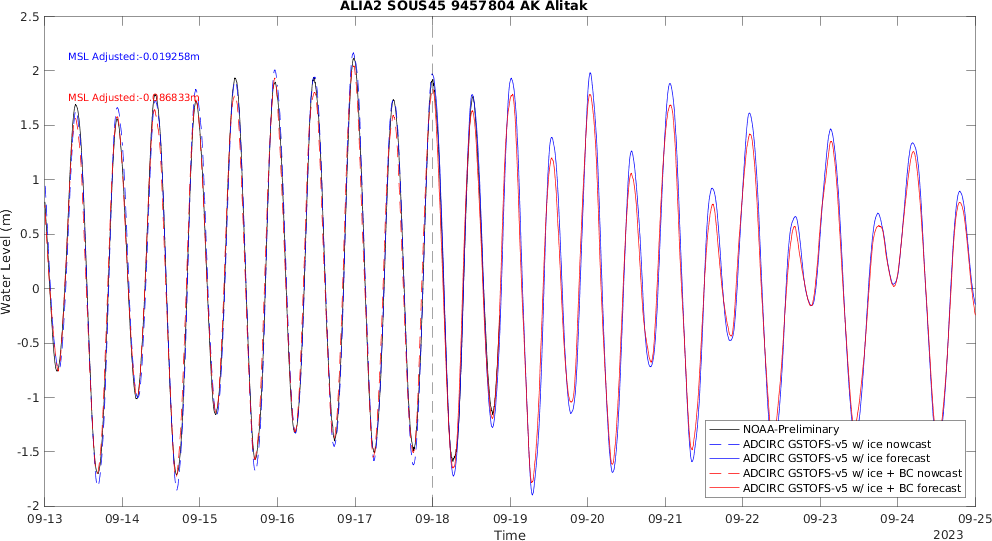 ALIA2 SOUS45 9457804 AK Alitak
2.5
2
1.5
1
0.5
0
-0.5
-1
-1.5
-2
Water Level (m)
MSL Adjusted:-0.019258m
MSL Adjusted:-0.086833m
NOAA-Preliminary
ADCIRC GSTOFS-v5 w/ ice nowcast
ADCIRC GSTOFS-v5 w/ ice forecast
ADCIRC GSTOFS-v5 w/ ice + BC nowcast
ADCIRC GSTOFS-v5 w/ ice + BC forecast
09-13 09-14 09-15 09-16 09-17 09-18 09-19 09-20 09-21 09-22 09-23 09-24 09-25
Time
2023